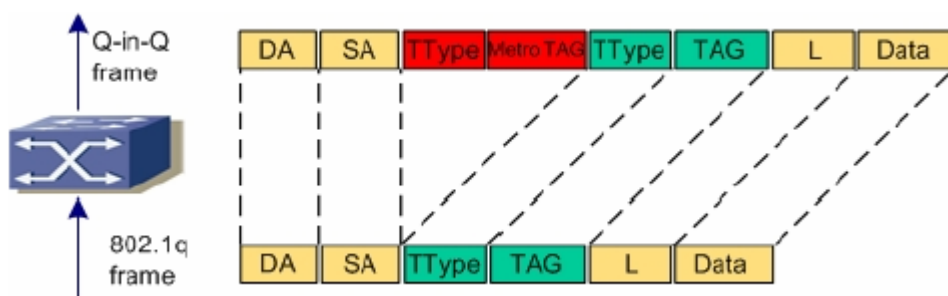 Q-in-Q
frame
DA SA TType Metro TAG TType TAG L Data
802.1q
frame
DA SA TType TAG L Data